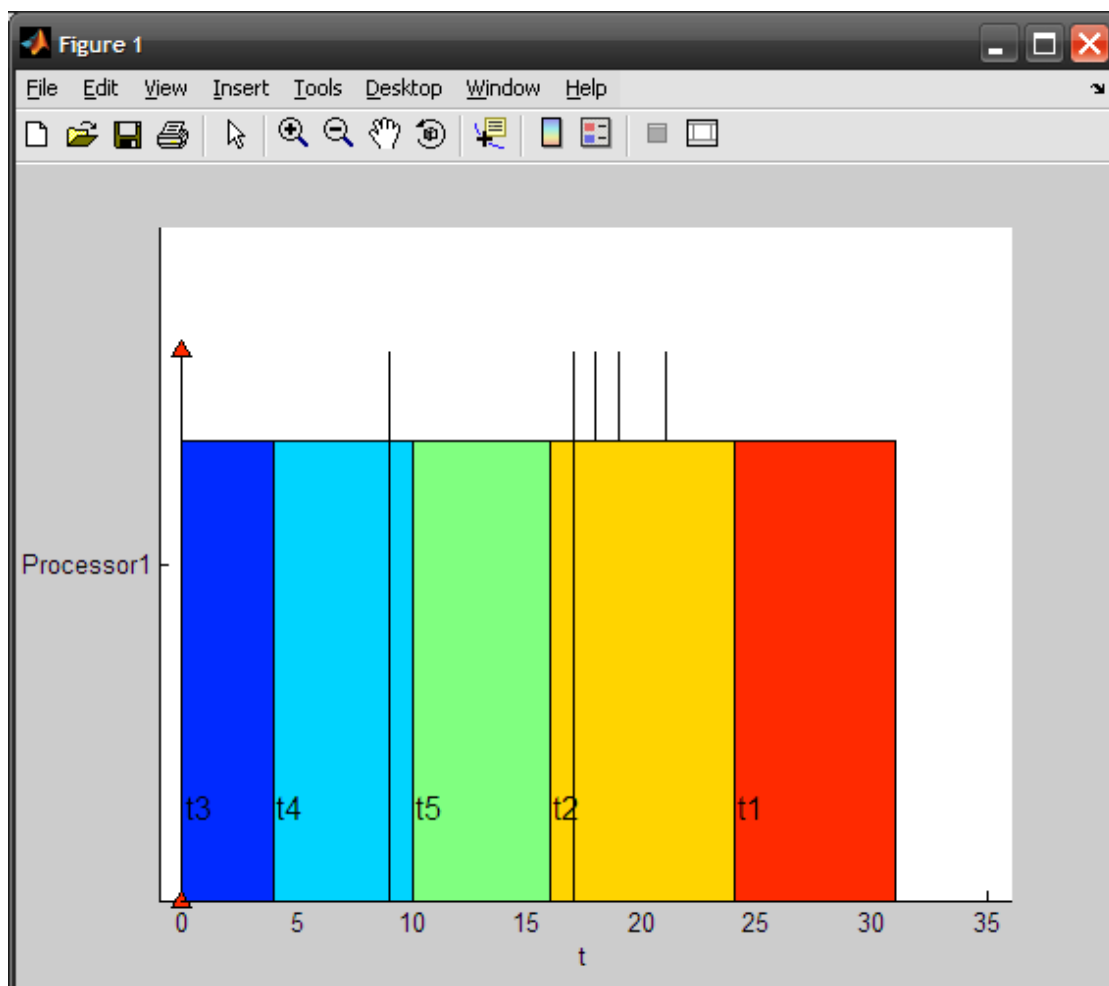 Figure 1
File Edit View Insert Tools Desktop Window Help
Processor1
t3 t4 t5 t2 t1
0 5 10 15 20 25 30 35
t